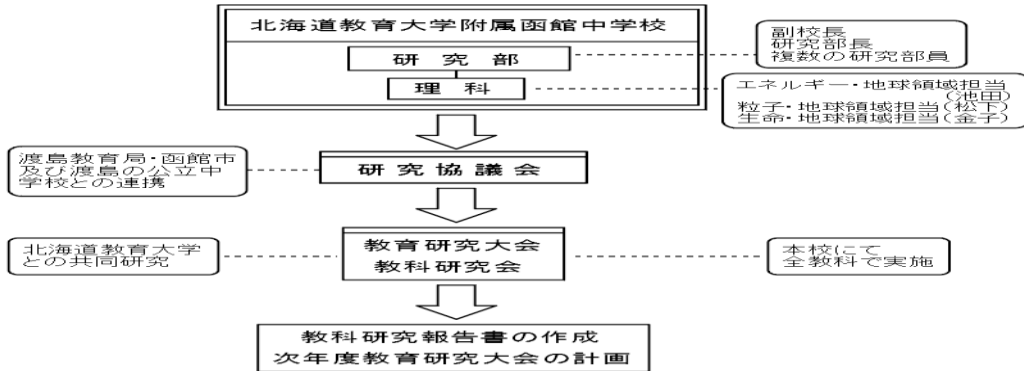 北海道教育大学附属函館中学校
研究部
理科
副校長
研究部長
複数の研究部員
エネルギー・地球領域担当
(池田)
粒子・地球領域担当(松下)
生命・地球領域担当(金子)
渡島教育局・函館市
及び渡島の公立中
学校との連携
研究協議会
北海道教育大学
との共同研究
教育研究大会
教科研究会
本校にて
全教科で実施
教科研究報告書の作成
次年度教育研究大会の計画